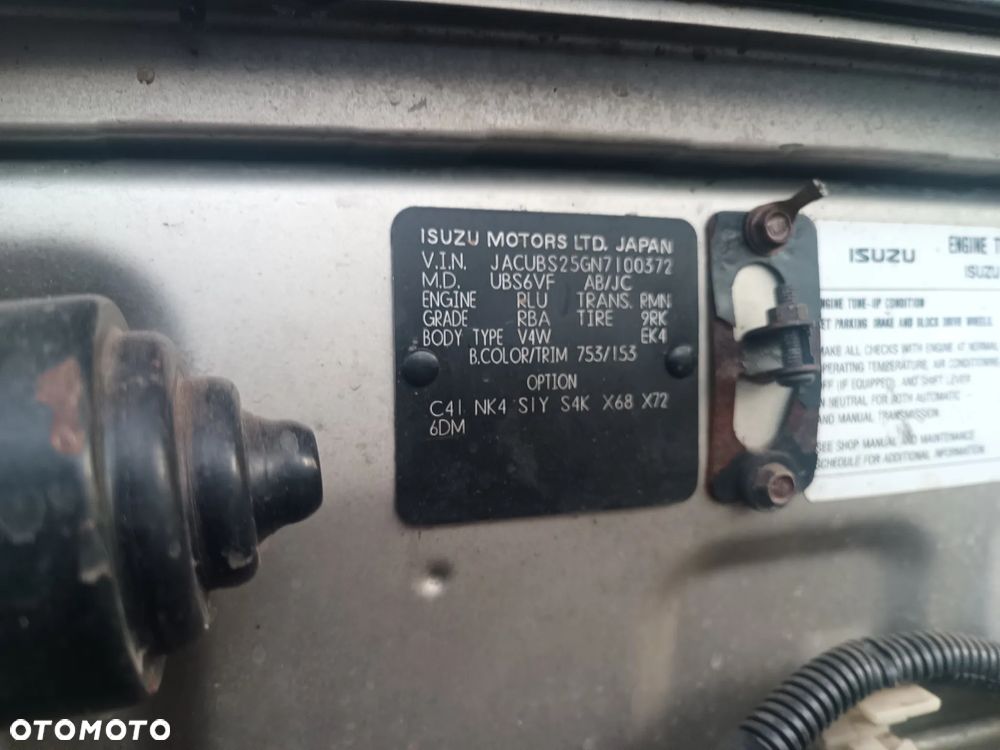 ISUZU MOTORS LTD. JAPAN
V.I.N. JACUBS25GN7100372
M.D. UBS6VF AB/JC
ENGINE RLU TRANS. RMN
GRADE RBA TIRE 9RK
BODY TYPE V4W EK4
B.COLOR/TRIM 753/153
OPTION
C41 NK4 S1Y S4K X68 X72
6DM
ISUZU ENGINE T
ISUZU
ENGINE TUNE-UP CONDITION
SET PARKING BRAKE AND BLOCK DRIVE WHEELS.
MAKE ALL CHECKS WITH ENGINE AT NORMAL
OPERATING TEMPERATURE, AIR CONDITIONING
OFF (IF EQUIPPED), AND SHIFT LEVER
IN NEUTRAL FOR BOTH AUTOMATIC
AND MANUAL TRANSMISSION.
SEE SHOP MANUAL AND MAINTENANCE
SCHEDULE FOR ADDITIONAL INFORMATION.
OTOMOTO